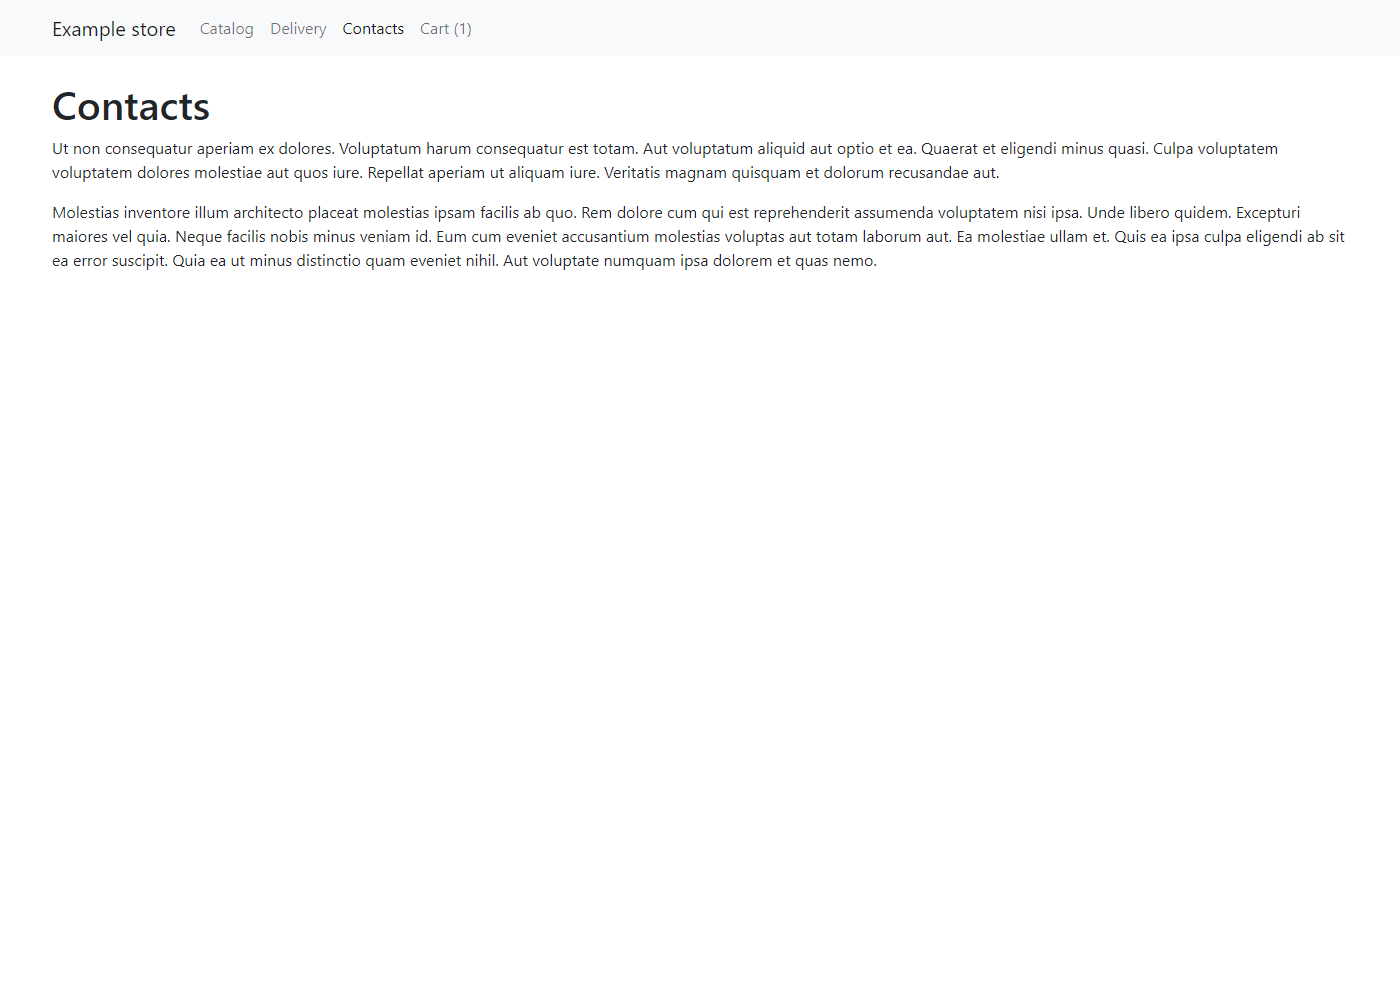 Example store Catalog Delivery Contacts Cart (1)
Contacts
Ut non consequatur aperiam ex dolores. Voluptatum harum consequatur est totam. Aut voluptatum aliquid aut optio et ea. Quaerat et eligendi minus quasi. Culpa voluptatem
voluptatem dolores molestiae aut quos iure. Repellat aperiam ut aliquam iure. Veritatis magnam quisquam et dolorum recusandae aut.
Molestias inventore illum architecto placeat molestias ipsam facilis ab quo. Rem dolore cum qui est reprehenderit assumenda voluptatem nisi ipsa. Unde libero quidem. Excepturi
maiores vel quia. Neque facilis nobis minus veniam id. Eum cum eveniet accusantium molestias voluptas aut totam laborum aut. Ea molestiae ullam et. Quis ea ipsa culpa eligendi ab sit
ea error suscipit. Quia ea ut minus distinctio quam eveniet nihil. Aut voluptate numquam ipsa dolorem et quas nemo.